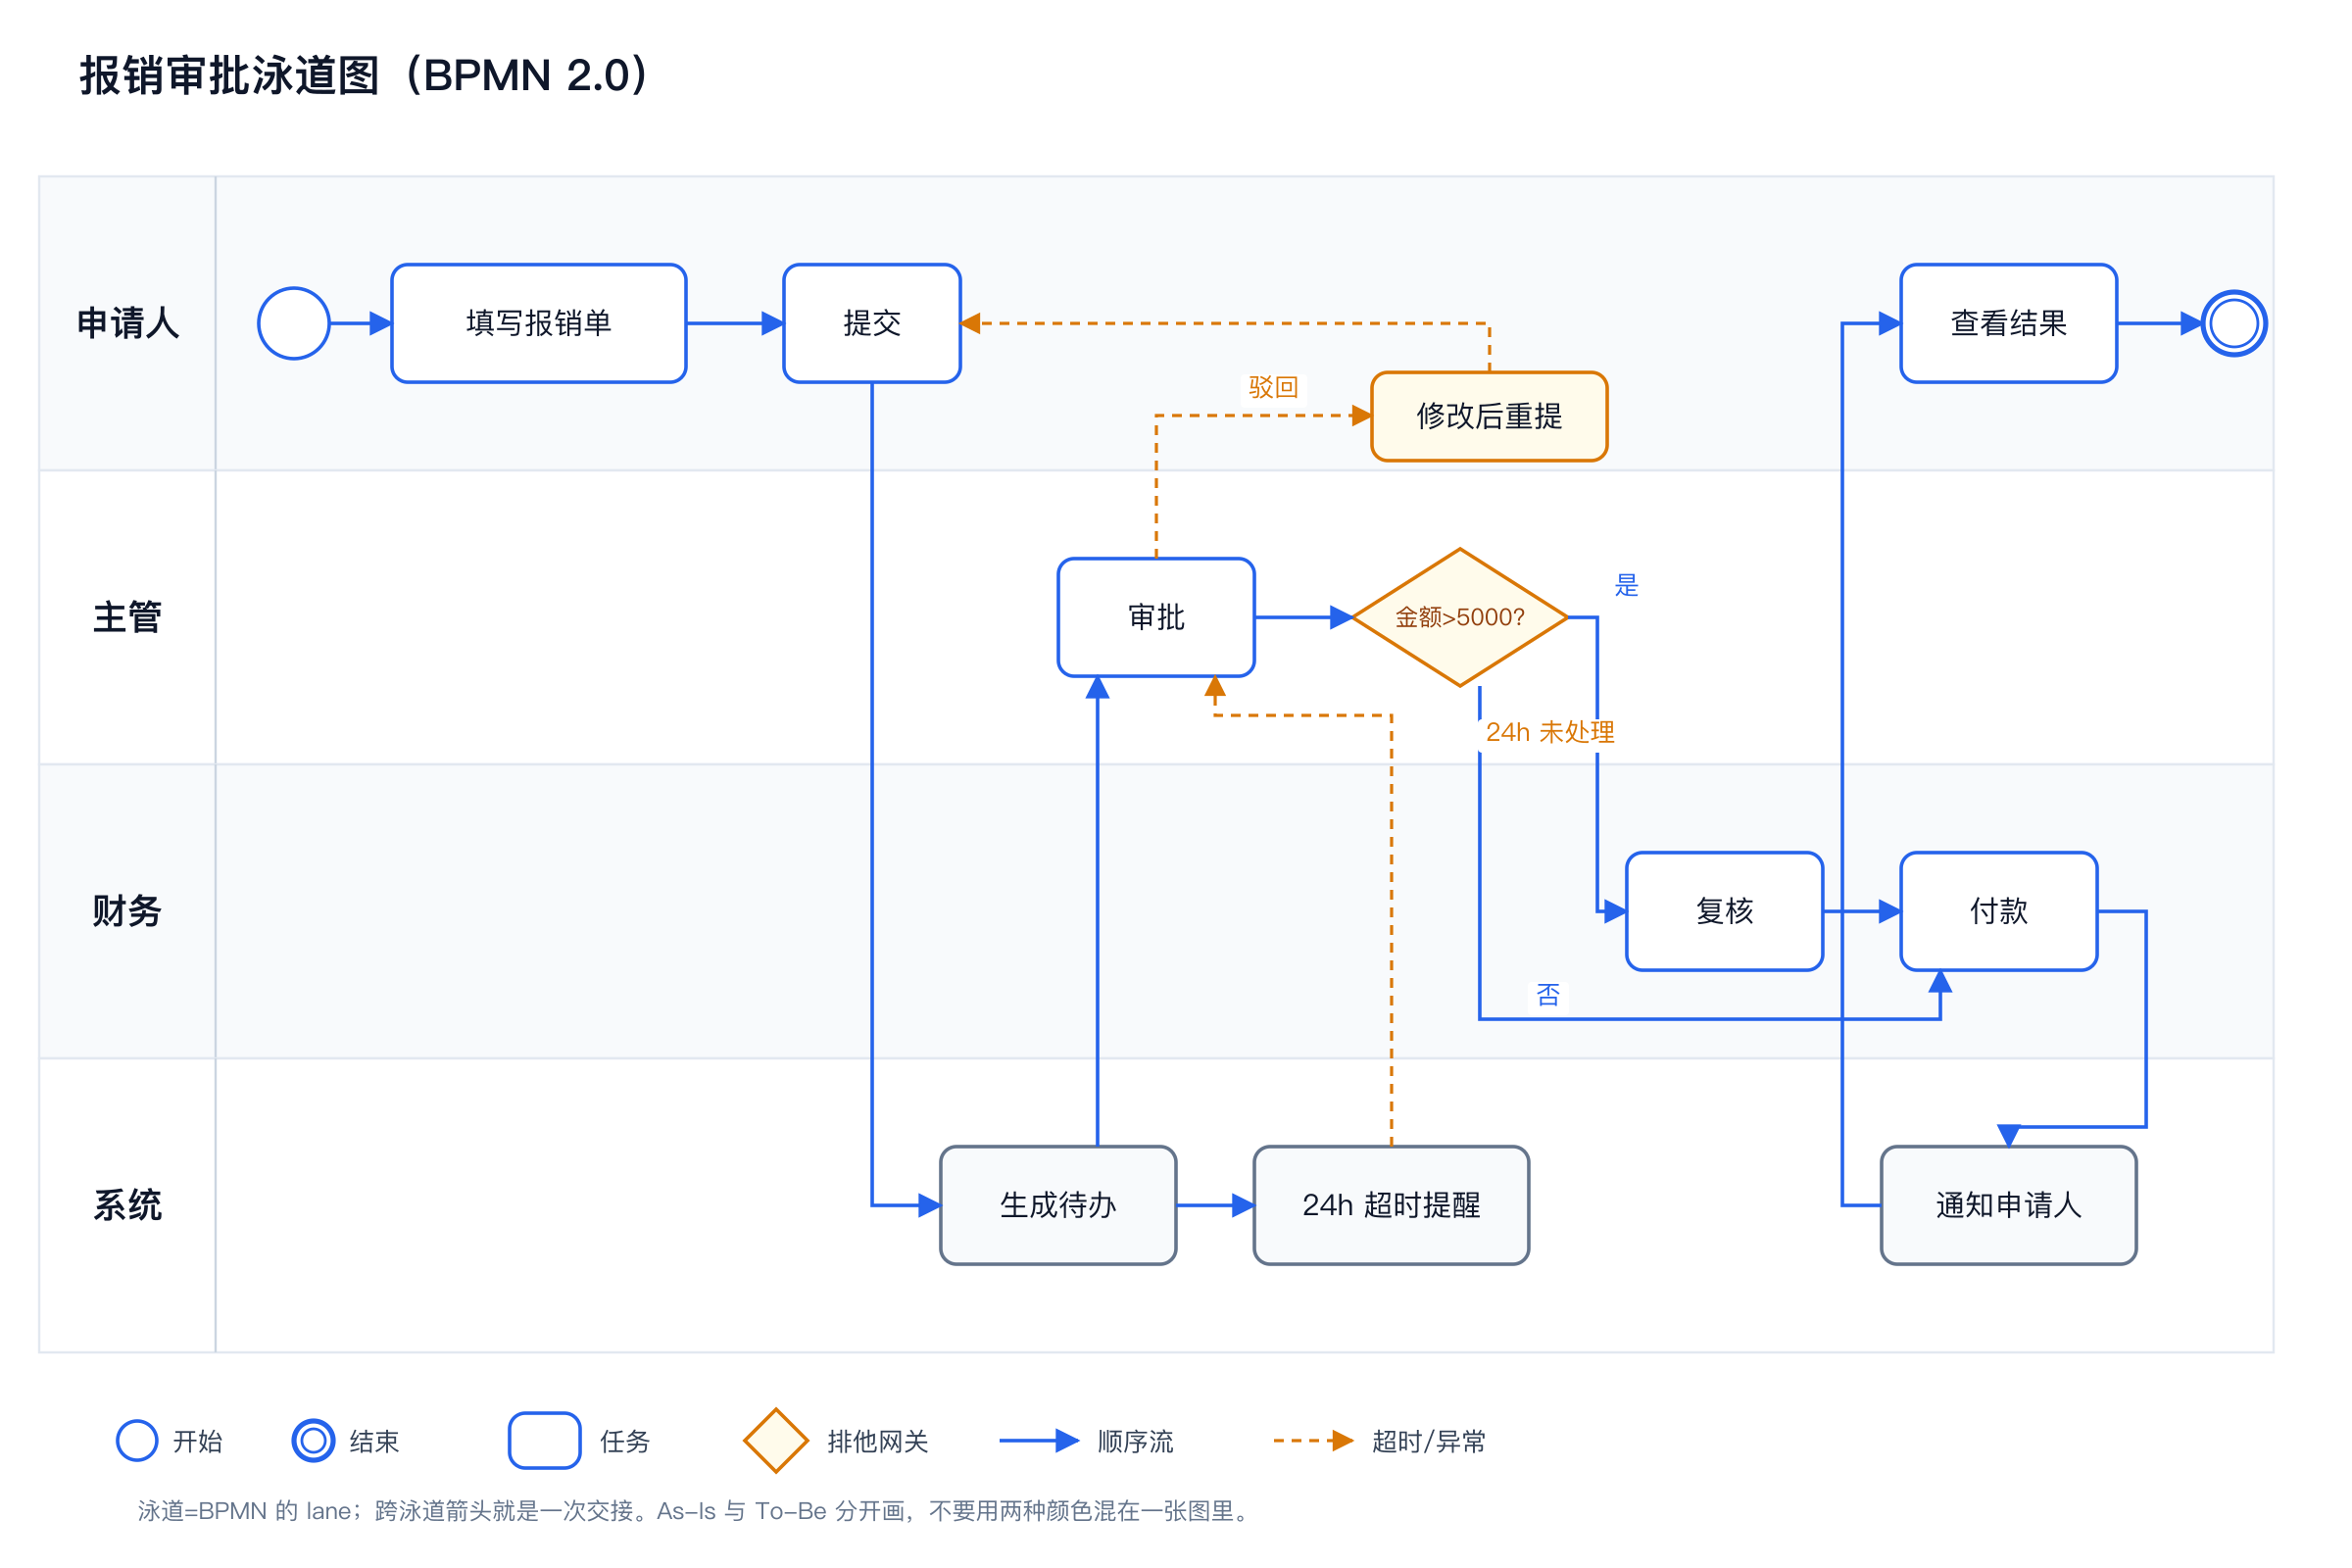 报销审批泳道图（BPMN 2.0）
申请人
填写报销单
提交
查看结果
驳回
修改后重提
主管
审批
金额>5000?
是
24h 未处理
财务
复核
付款
否
系统
生成待办
24h 超时提醒
通知申请人
开始
结束
任务
排他网关
顺序流
超时/异常
泳道=BPMN 的 lane；跨泳道箭头就是一次交接。As-Is 与 To-Be 分开画，不要用两种颜色混在一张图里。